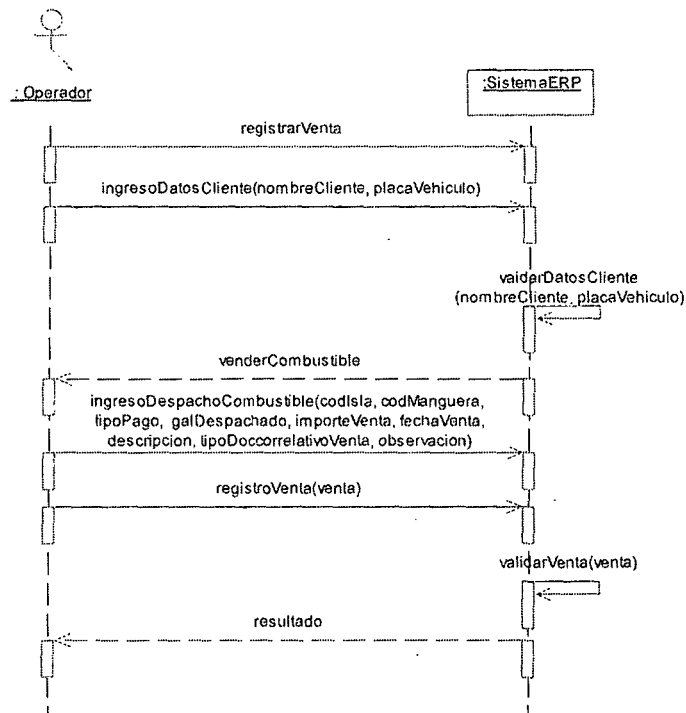 : Operador
:SistemaERP
registrarVenta
ingresoDatosCliente(nombreCliente, placaVehiculo)
vaidarDatosCliente
(nombreCliente, placaVehiculo)
venderCombustible
ingresoDespachoCombustible(codIsla, codManguera,
tipoPago, galDespachado, importeVenta, fechaVenta,
descripcion, tipoDoccorrelativoVenta, observacion)
registroVenta(venta)
validarVenta(venta)
resultado